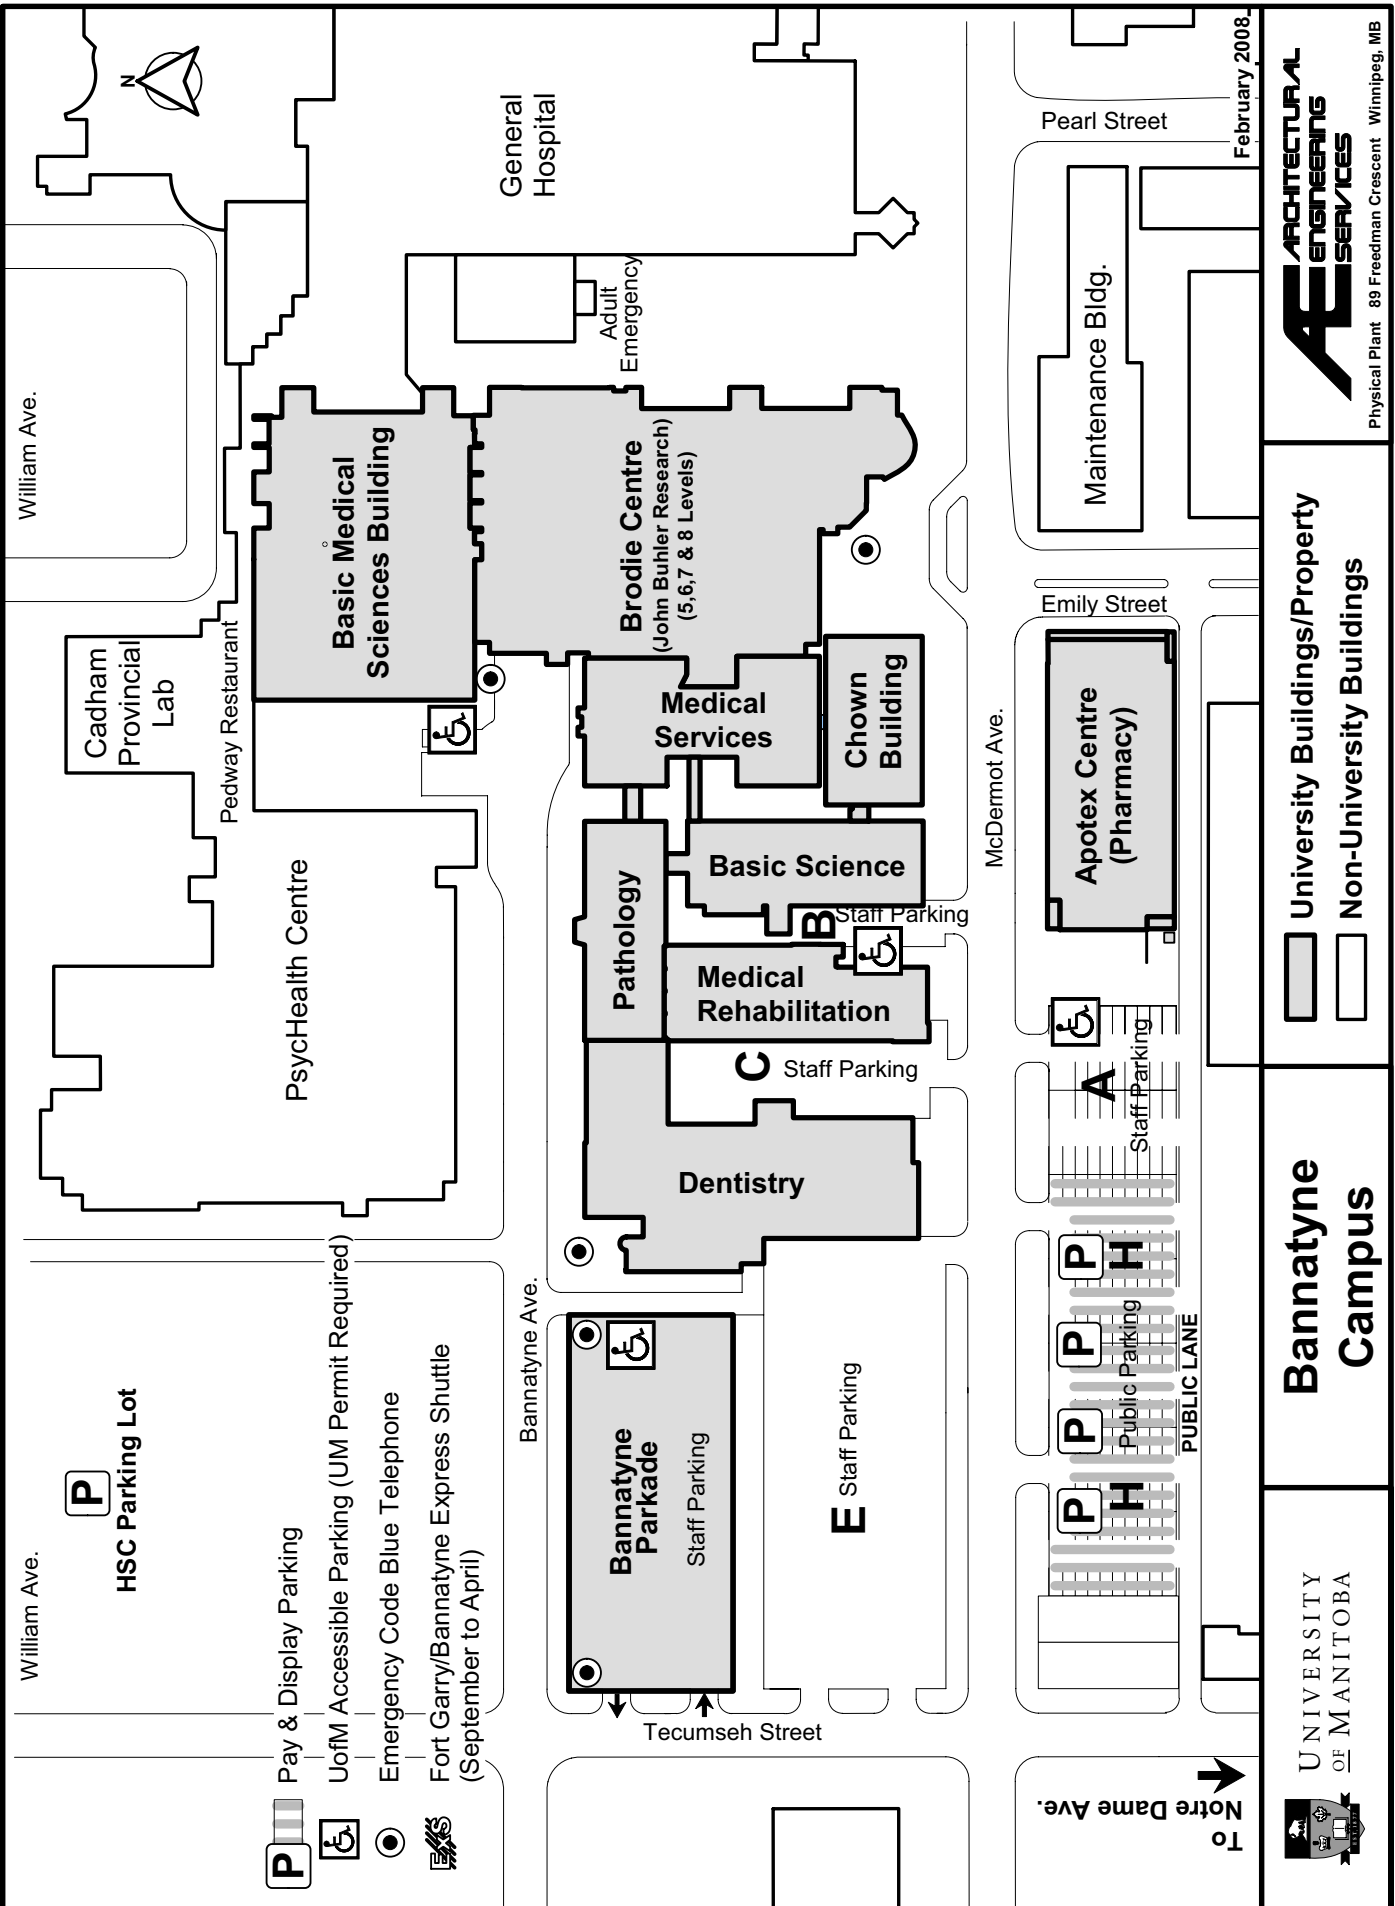 William Ave.
William Ave.
N
P
HSC Parking Lot
PsycHealth Centre
Cadham
Provincial
Lab
Pedway Restaurant
General
Hospital
Adult
Emergency
Basic Medical
Sciences Building
Brodie Centre
(John Buhler Research)
(5,6,7 & 8 Levels)
P
Pay & Display Parking
UofM Accessible Parking (UM Permit Required)
Emergency Code Blue Telephone
Fort Garry/Bannatyne Express Shuttle
(September to April)
Bannatyne Ave.
Bannatyne
Parkade
Staff Parking
Dentistry
Pathology
Medical
Services
Chown
Building
Basic Science
B
Staff Parking
Medical
Rehabilitation
C Staff Parking
E Staff Parking
Tecumseh Street
McDermot Ave.
Emily Street
Pearl Street
Maintenance Bldg.
Apotex Centre
(Pharmacy)
A
Staff Parking
P
P
P
P
H
H
Public Parking
PUBLIC LANE
To
Notre Dame Ave.
February 2008
UNIVERSITY
OF MANITOBA
Bannatyne
Campus
University Buildings/Property
Non-University Buildings
AE
ARCHITECTURAL
ENGINEERING
SERVICES
Physical Plant 89 Freedman Crescent Winnipeg, MB